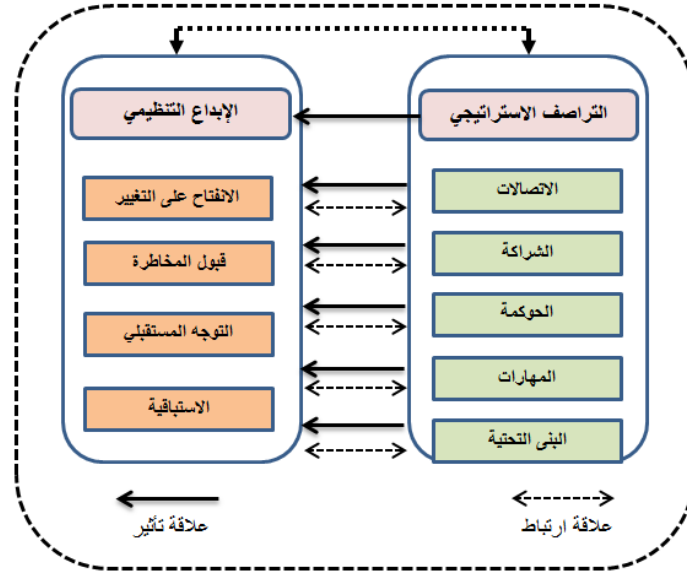 التراصف الاستراتيجي
الاتصالات
الشراكة
الحوكمة
المهارات
البنى التحتية
الإبداع التنظيمي
الانفتاح على التغيير
قبول المخاطرة
التوجه المستقبلي
الاستباقية
علاقة ارتباط
علاقة تأثير